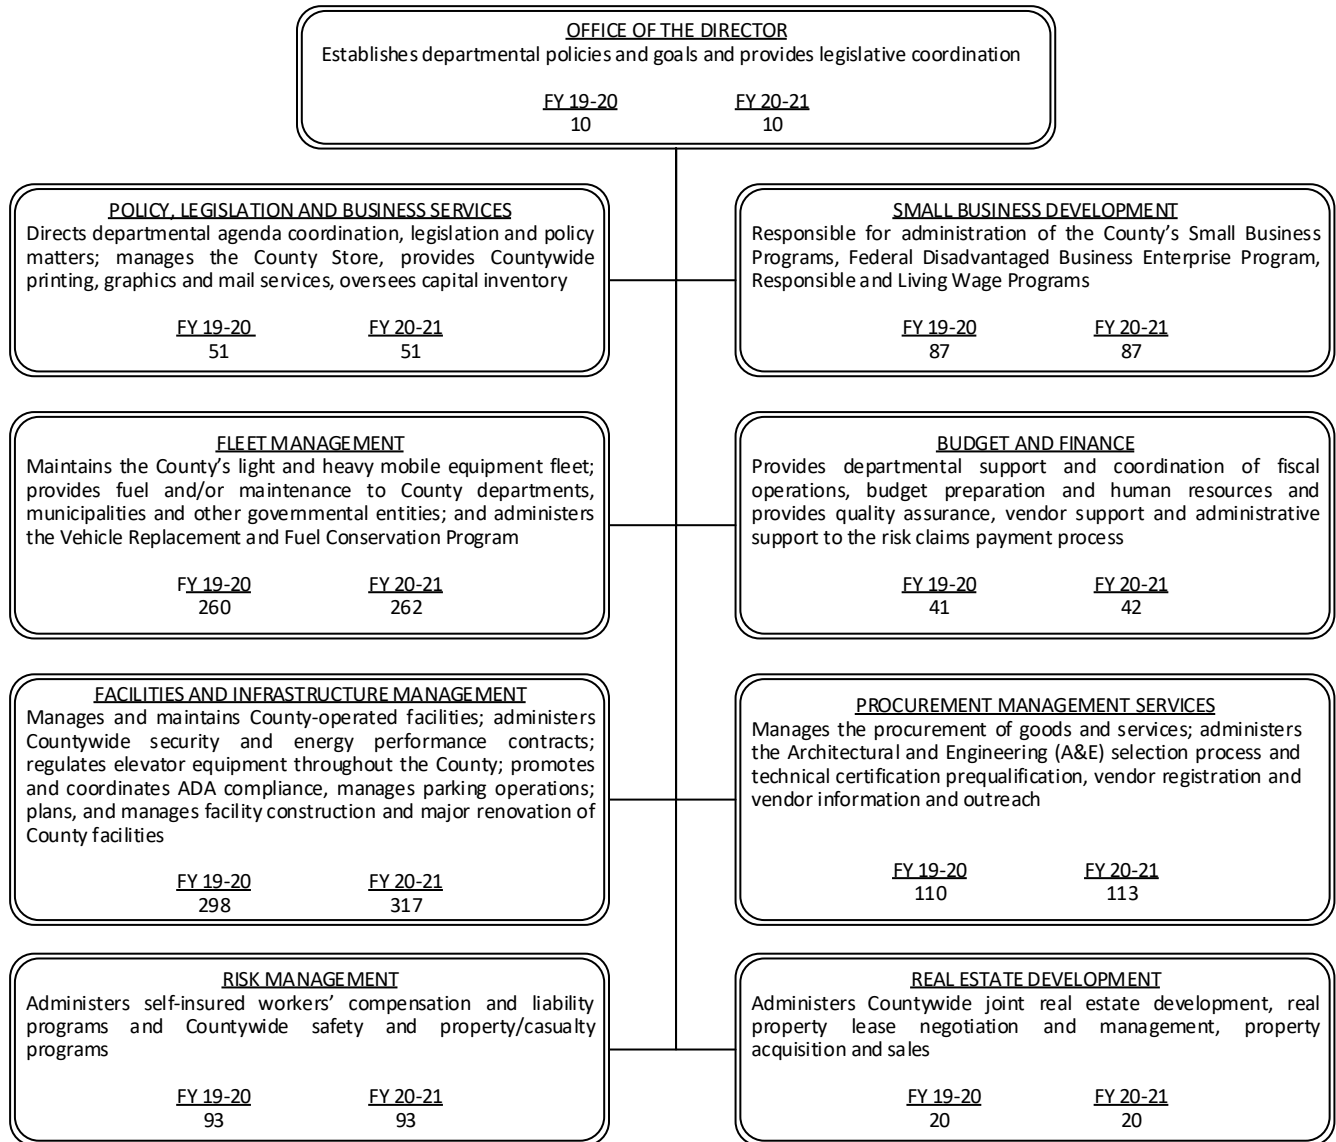 OFFICE OF THE DIRECTOR
Establishes departmental policies and goals and provides legislative coordination
FY 19-20 FY 20-21
10 10
POLICY, LEGISLATION AND BUSINESS SERVICES
Directs departmental agenda coordination, legislation and policy
matters; manages the County Store, provides Countywide
printing, graphics and mail services, oversees capital inventory
FY 19-20 FY 20-21
51 51
SMALL BUSINESS DEVELOPMENT
Responsible for administration of the County's Small Business
Programs, Federal Disadvantaged Business Enterprise Program,
Responsible and Living Wage Programs
FY 19-20 FY 20-21
87 87
FLEET MANAGEMENT
Maintains the County's light and heavy mobile equipment fleet;
provides fuel and/or maintenance to County departments,
municipalities and other governmental entities; and administers
the Vehicle Replacement and Fuel Conservation Program
FY 19-20 FY 20-21
260 262
BUDGET AND FINANCE
Provides departmental support and coordination of fiscal
operations, budget preparation and human resources and
provides quality assurance, vendor support and administrative
support to the risk claims payment process
FY 19-20 FY 20-21
41 42
FACILITIES AND INFRASTRUCTURE MANAGEMENT
Manages and maintains County-operated facilities; administers
Countywide security and energy performance contracts;
regulates elevator equipment throughout the County; promotes
and coordinates ADA compliance, manages parking operations;
plans, and manages facility construction and major renovation of
County facilities
FY 19-20 FY 20-21
298 317
PROCUREMENT MANAGEMENT SERVICES
Manages the procurement of goods and services; administers
the Architectural and Engineering (A&E) selection process and
technical certification prequalification, vendor registration and
vendor information and outreach
FY 19-20 FY 20-21
110 113
RISK MANAGEMENT
Administers self-insured workers' compensation and liability
programs and Countywide safety and property/casualty
programs
FY 19-20 FY 20-21
93 93
REAL ESTATE DEVELOPMENT
Administers Countywide joint real estate development, real
property lease negotiation and management, property
acquisition and sales
FY 19-20 FY 20-21
20 20